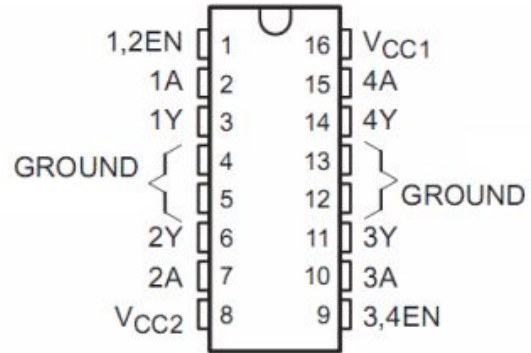 1,2EN 1 16 VCC1
1A 2 15 4A
1Y 3 14 4Y
4 13
GROUND
5 12 GROUND
2Y 6 11 3Y
2A 7 10 3A
VCC2 8 9 3,4EN